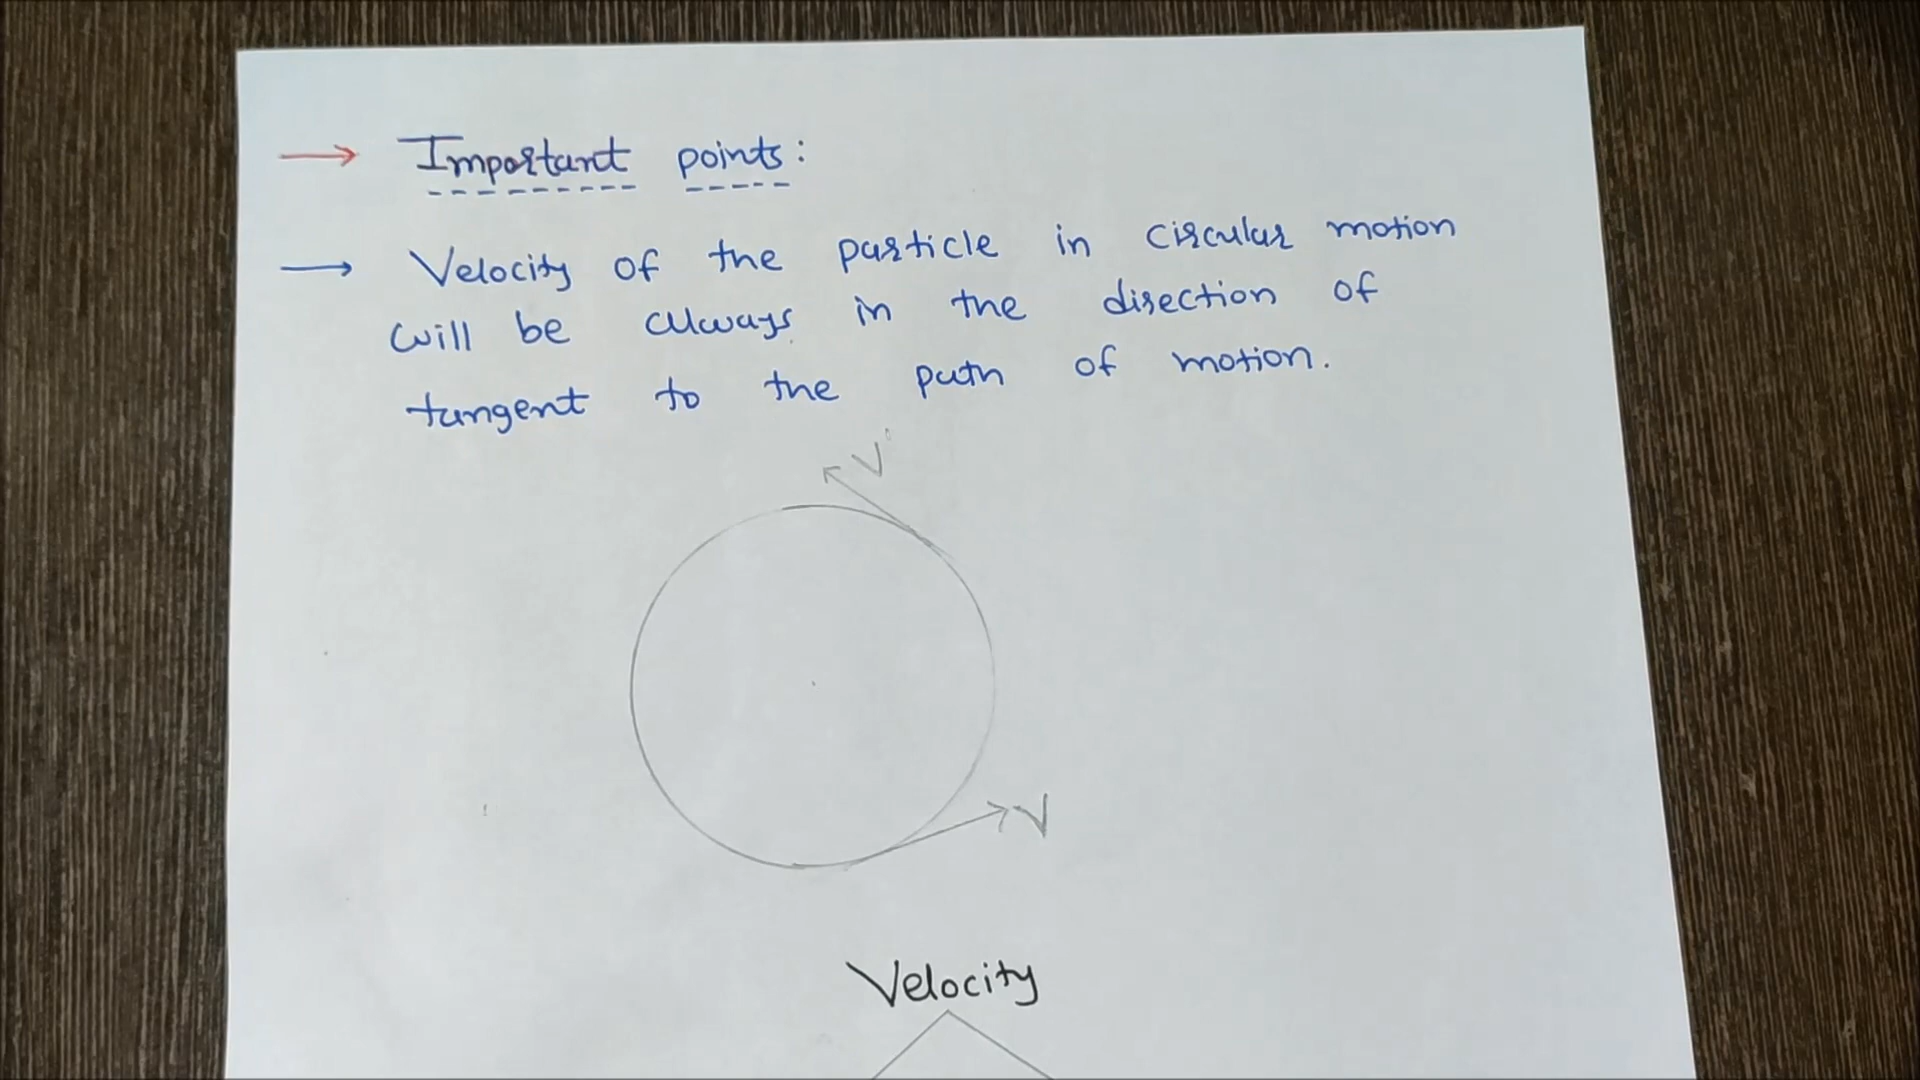 → Important points:
→ Velocity of the particle in circular motion
will be always in the direction of
tangent to the path of motion.
V
V
Velocity